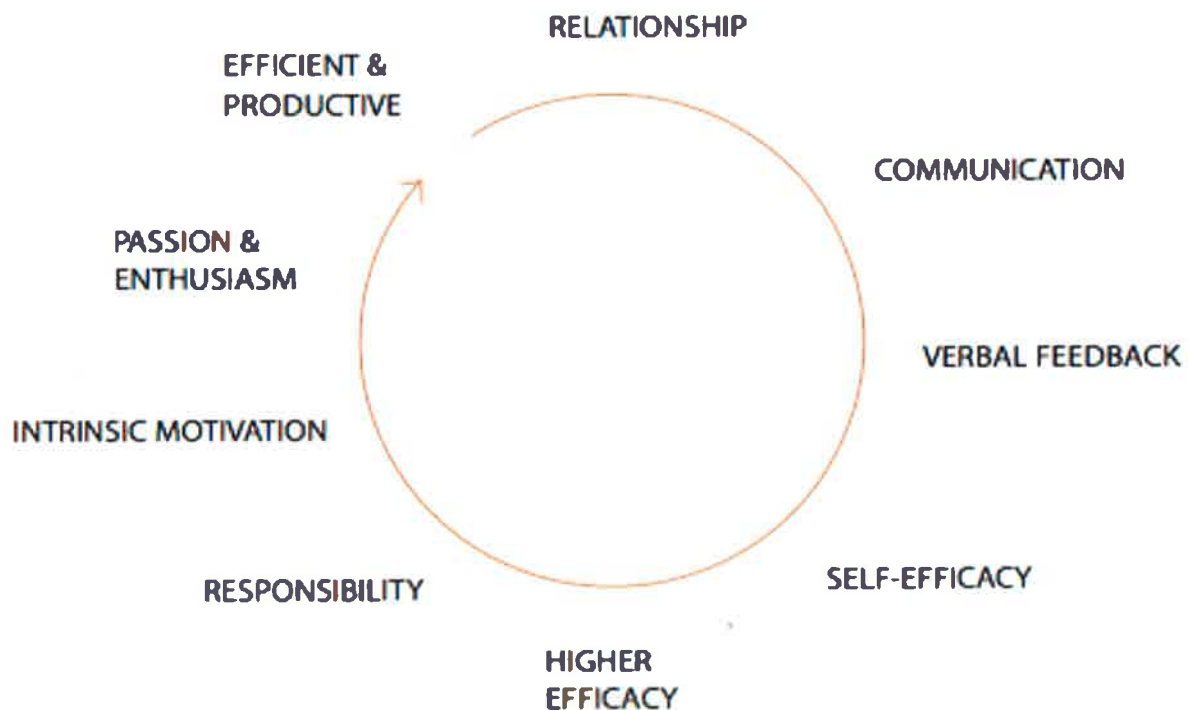 RELATIONSHIP
COMMUNICATION
VERBAL FEEDBACK
SELF-EFFICACY
HIGHER
EFFICACY
RESPONSIBILITY
INTRINSIC MOTIVATION
PASSION &
ENTHUSIASM
EFFICIENT &
PRODUCTIVE